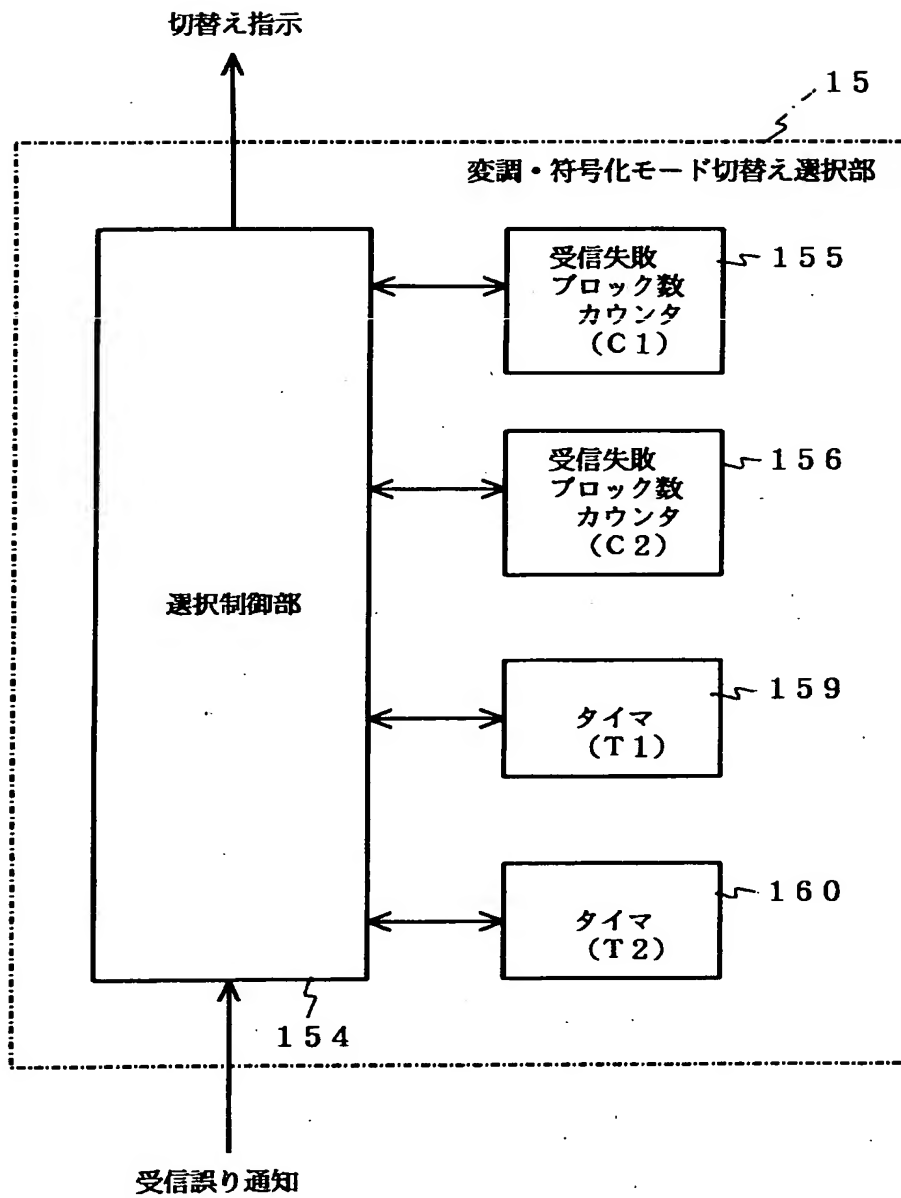 切替え指示
15
変調・符号化モード切替え選択部
受信失敗
ブロック数
カウンタ
(C1)
155
受信失敗
ブロック数
カウンタ
(C2)
156
選択制御部
タイマ
(T1)
159
タイマ
(T2)
160
154
受信誤り通知